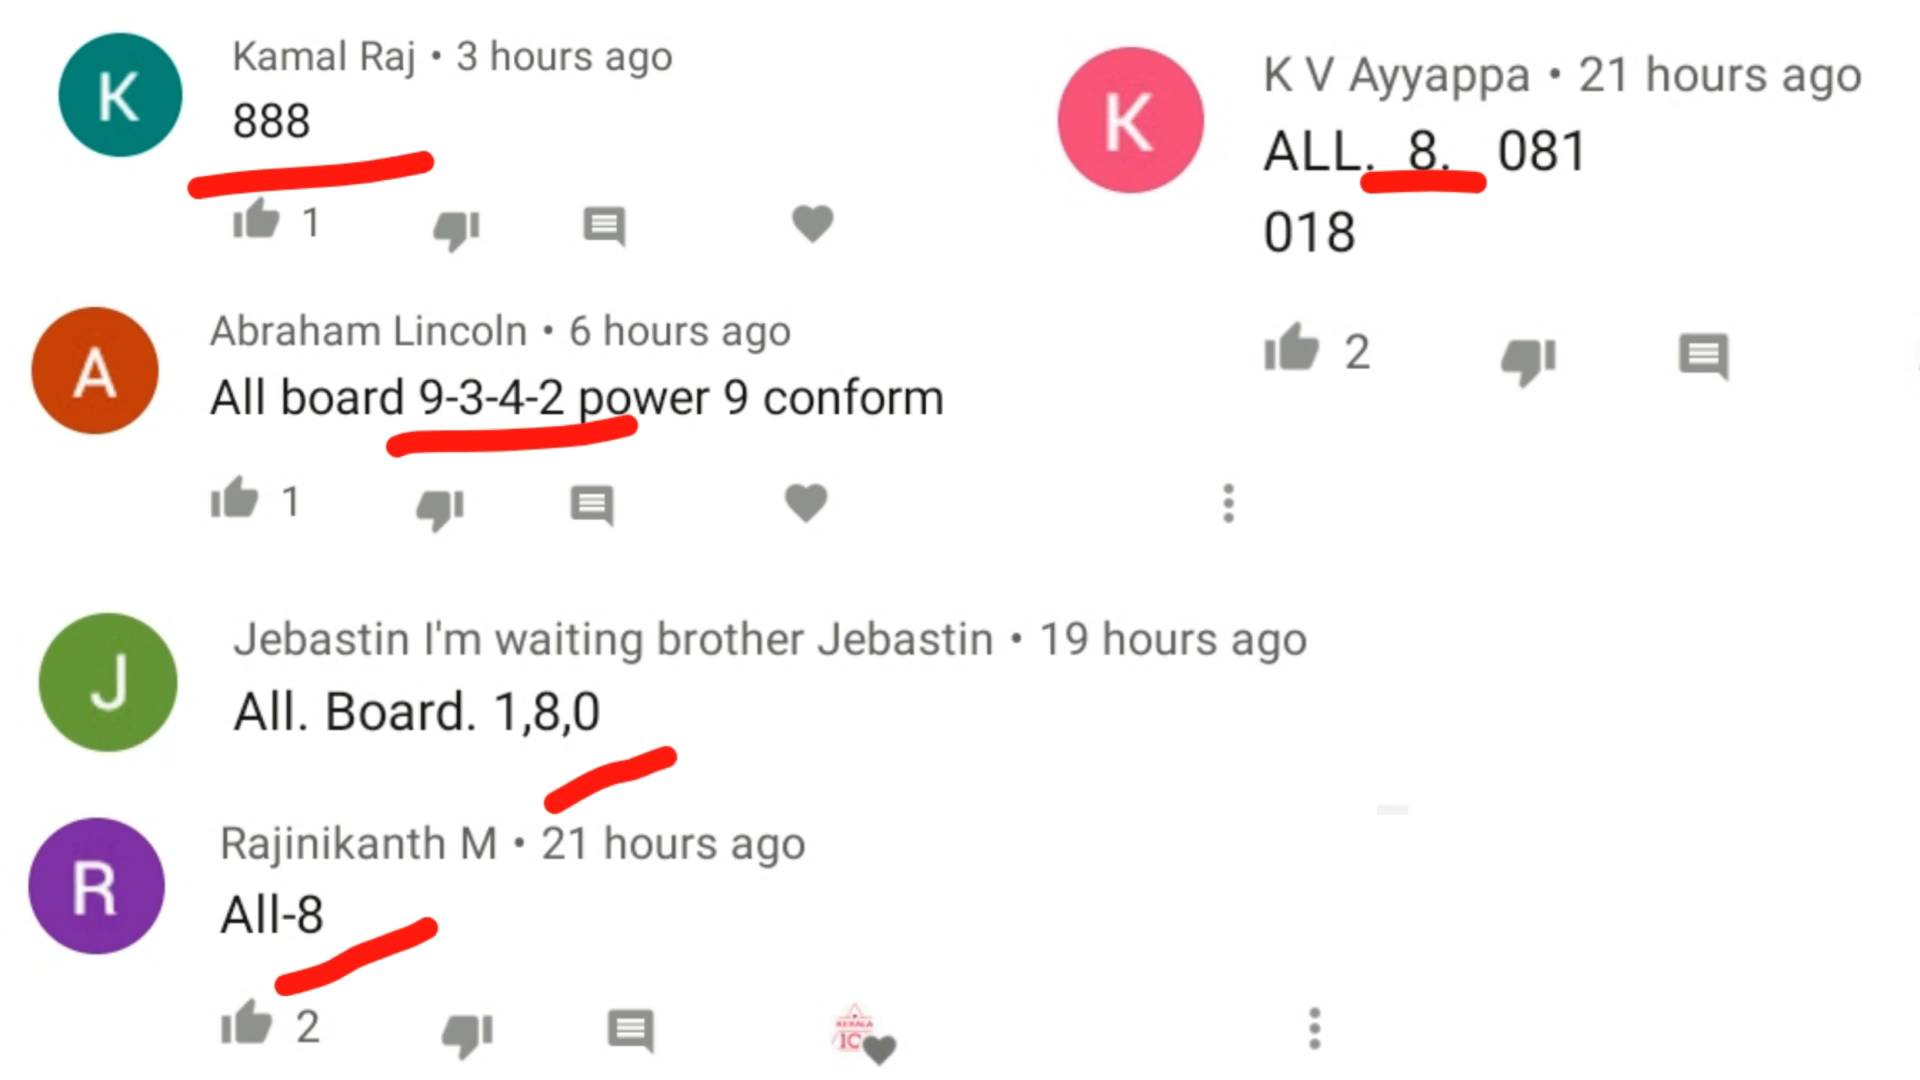 Kamal Raj • 3 hours ago
888
1
K V Ayyappa • 21 hours ago
ALL. 8. 081
018
2
Abraham Lincoln • 6 hours ago
All board 9-3-4-2 power 9 conform
1
Jebastin I'm waiting brother Jebastin • 19 hours ago
All. Board. 1,8,0
Rajinikanth M • 21 hours ago
All-8
2
K
K
A
J
R
KERALA
IC